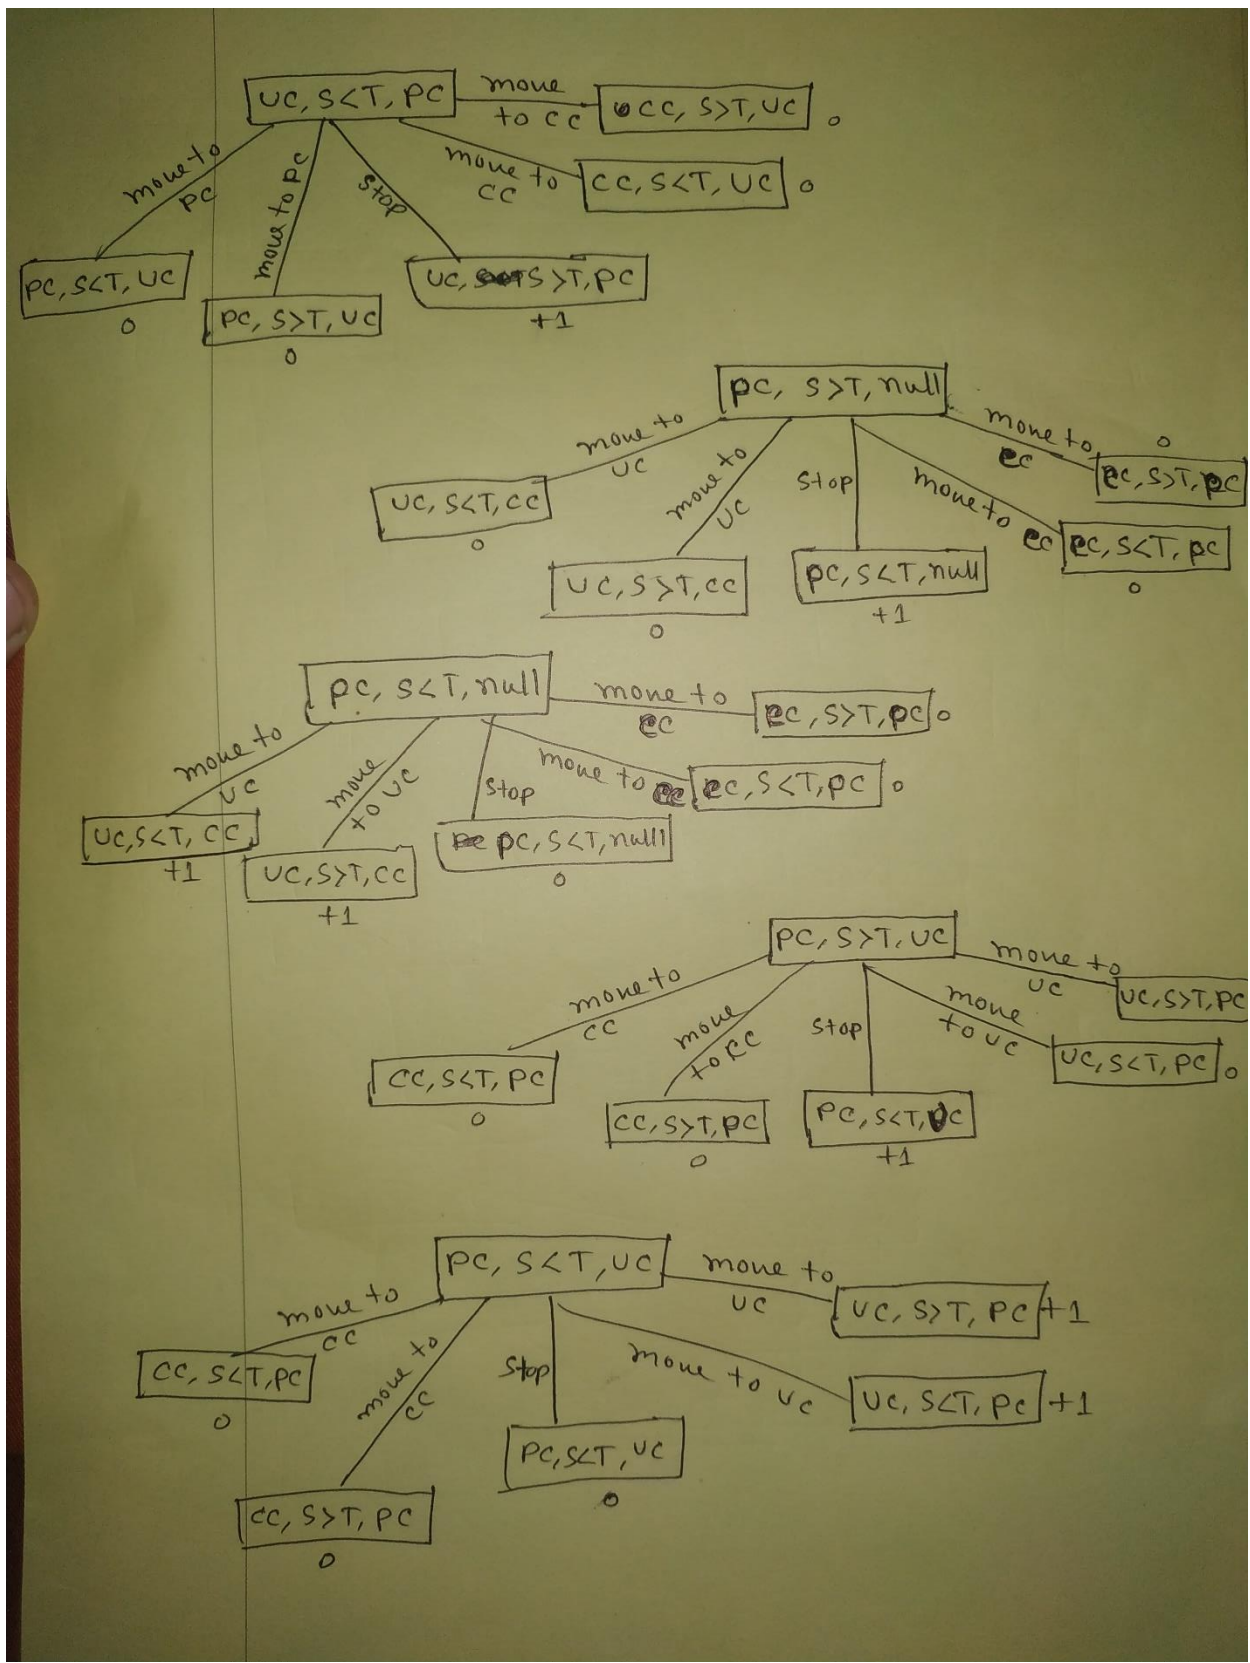 UC, S<T, PC
move to CC
CC, S>T, UC
0
move to CC
CC, S<T, UC
0
move to PC
PC, S<T, UC
0
move to PC
PC, S>T, UC
0
stop
UC, S>T, PC
+1
PC, S>T, null
move to UC
UC, S<T, CC
0
move to UC
UC, S>T, CC
0
stop
PC, S<T, null
+1
move to CC
CC, S<T, PC
0
move to CC
CC, S>T, PC
0
PC, S<T, null
move to UC
UC, S<T, CC
+1
move to UC
UC, S>T, CC
+1
stop
PC, S<T, null
0
move to CC
CC, S<T, PC
0
move to CC
CC, S>T, PC
0
PC, S>T, UC
move to CC
CC, S<T, PC
0
move to CC
CC, S>T, PC
0
stop
PC, S<T, UC
+1
move to UC
UC, S<T, PC
0
move to UC
UC, S>T, PC
PC, S<T, UC
move to CC
CC, S<T, PC
0
move to CC
CC, S>T, PC
0
stop
PC, S<T, UC
0
move to UC
UC, S<T, PC
+1
move to UC
UC, S>T, PC
+1